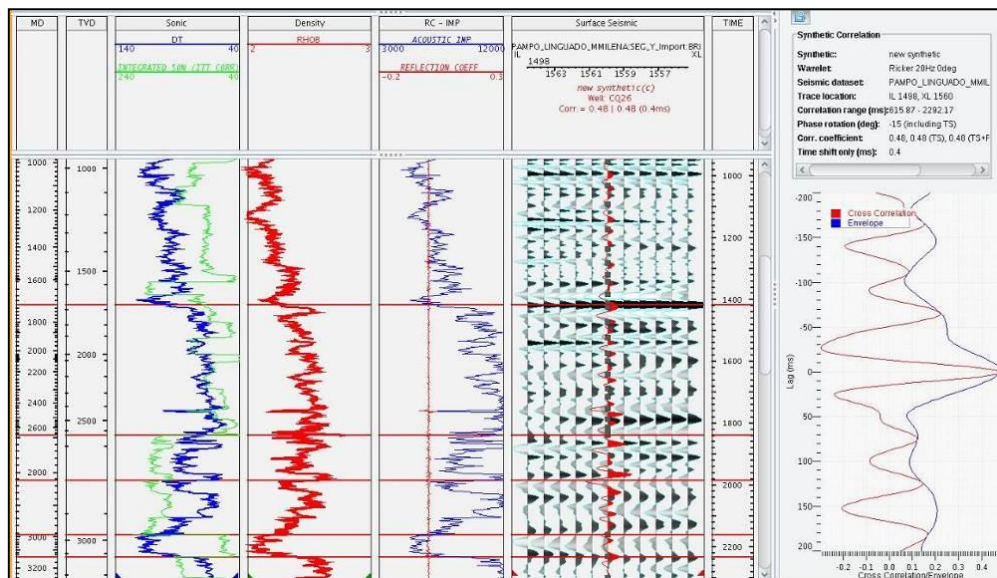 MD
TVD
Sonic
Density
RC - IMP
Surface Seismic
TIME
DT
140 40
INTEGRATED SON (ITT CORR)
240 40
RHOB
2 3
ACOUSTIC IMP
3000 12000
REFLECTION COEFF
-0.2 0.3
PAMPO_LINGUADO_MMILENA:SEG_Y_Import:BRI
IL XL
1498
1563 1561 1559 1557
new synthetic(c)
Well: CQ26
Corr = 0.48 | 0.48 (0.4ms)
1000
1200
1400
1600
1800
2000
2200
2400
2600
2800
3000
3200
1000
1500
2000
2500
3000
1000
1200
1400
1600
1800
2000
2200
Synthetic Correlation
Synthetic: new synthetic
Wavelet: Ricker 20Hz 0deg
Seismic dataset: PAMPO_LINGUADO_MMIL
Trace location: IL 1498, XL 1560
Correlation range (ms): 615.87 - 2292.17
Phase rotation (deg): -15 (including TS)
Corr. coefficient: 0.48, 0.48 (TS), 0.48 (TS+F
Time shift only (ms): 0.4
Cross Correlation
Envelope
-200
-150
-100
-50
0
50
100
150
200
Lag (ms)
-0.2 -0.1 0.0 0.1 0.2 0.3 0.4
Cross Correlation/Envelope